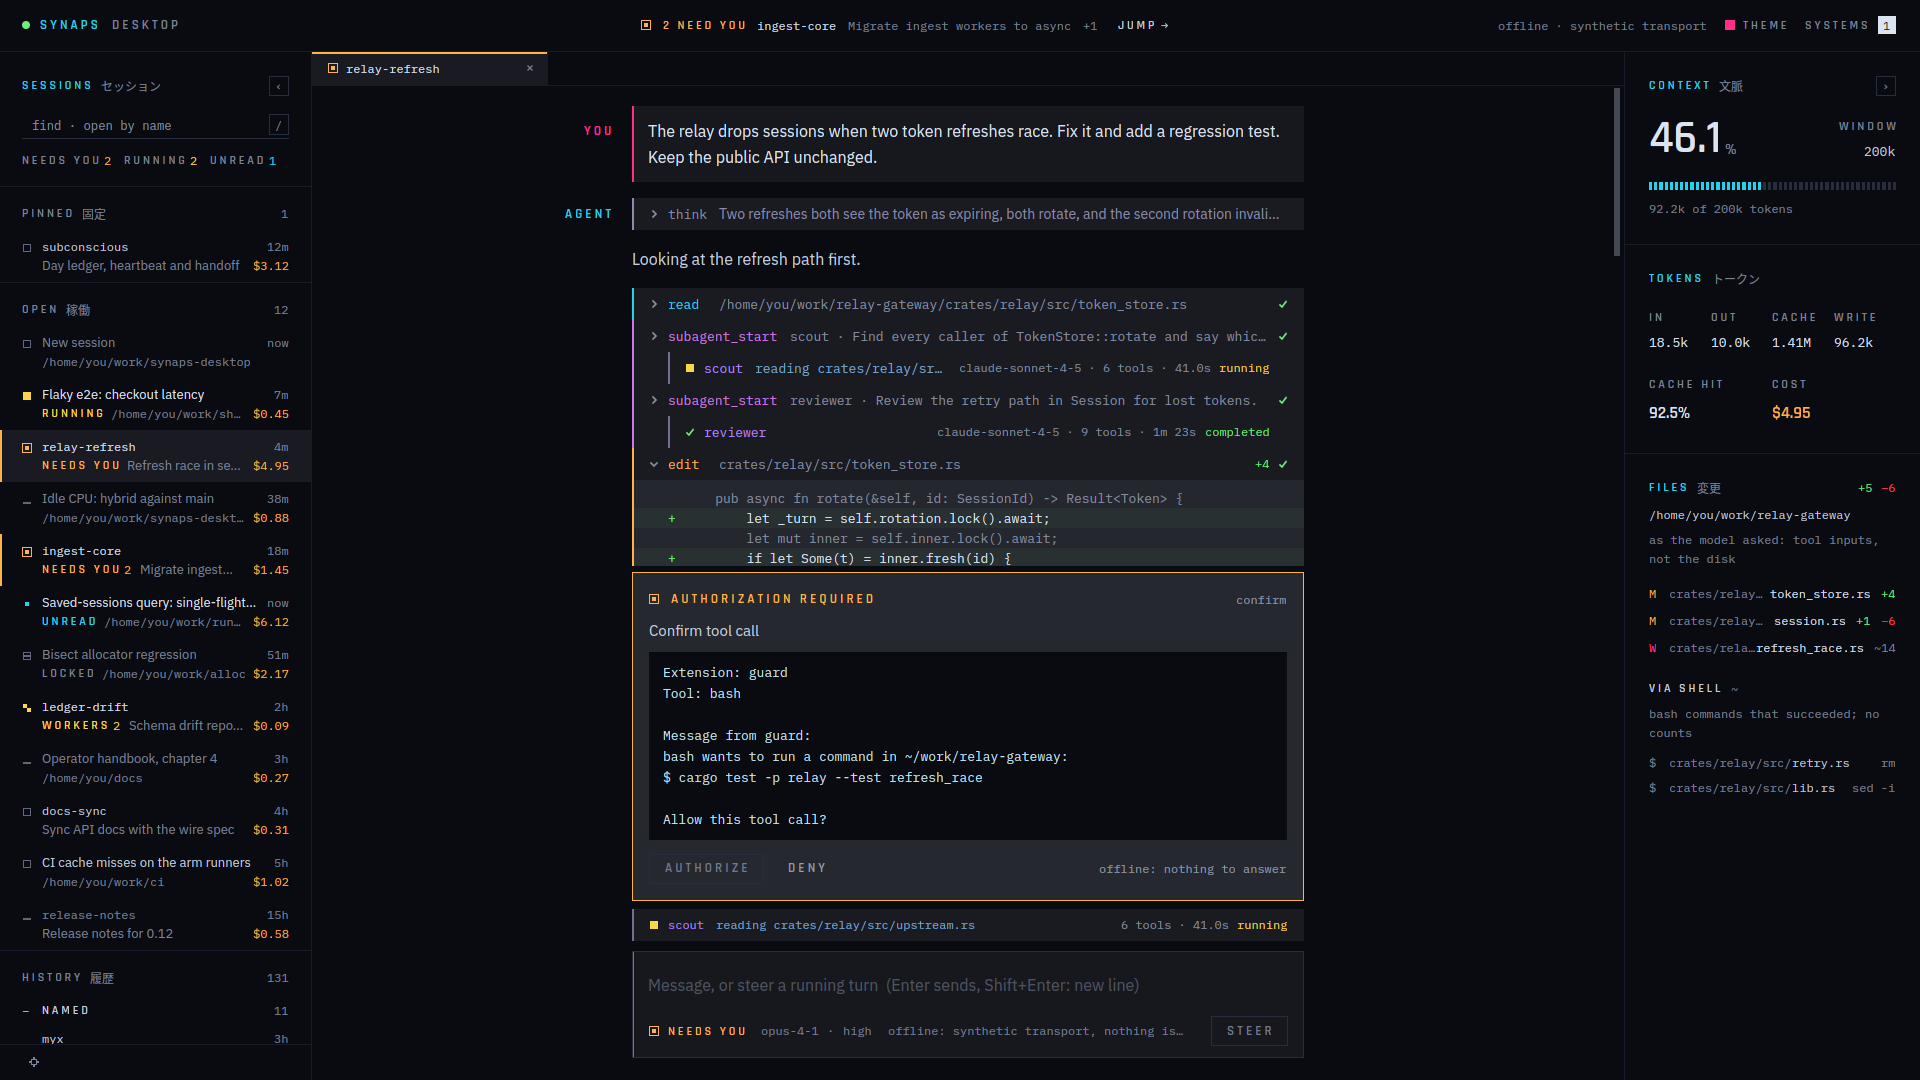 SYNAPS DESKTOP
2 NEED YOU ingest-core Migrate ingest workers to async +1 JUMP →
offline · synthetic transport THEME SYSTEMS 1
SESSIONS セッション ‹
find · open by name /
NEEDS YOU 2 RUNNING 2 UNREAD 1
PINNED 固定 1
subconscious 12m
Day ledger, heartbeat and handoff $3.12
OPEN 稼働 12
New session now
/home/you/work/synaps-desktop
Flaky e2e: checkout latency 7m
RUNNING /home/you/work/sh… $0.45
relay-refresh 4m
NEEDS YOU Refresh race in se… $4.95
Idle CPU: hybrid against main 38m
/home/you/work/synaps-deskt… $0.88
ingest-core 18m
NEEDS YOU 2 Migrate ingest… $1.45
Saved-sessions query: single-flight… now
UNREAD /home/you/work/run… $6.12
Bisect allocator regression 51m
LOCKED /home/you/work/alloc $2.17
ledger-drift 2h
WORKERS 2 Schema drift repo… $0.09
Operator handbook, chapter 4 3h
/home/you/docs $0.27
docs-sync 4h
Sync API docs with the wire spec $0.31
CI cache misses on the arm runners 5h
/home/you/work/ci $1.02
release-notes 15h
Release notes for 0.12 $0.58
HISTORY 履歴 131
– NAMED 11
myx 3h
relay-refresh ×
YOU
The relay drops sessions when two token refreshes race. Fix it and add a regression test.
Keep the public API unchanged.
AGENT
think Two refreshes both see the token as expiring, both rotate, and the second rotation invali…
Looking at the refresh path first.
read /home/you/work/relay-gateway/crates/relay/src/token_store.rs
subagent_start scout · Find every caller of TokenStore::rotate and say whic…
scout reading crates/relay/sr… claude-sonnet-4-5 · 6 tools · 41.0s running
subagent_start reviewer · Review the retry path in Session for lost tokens.
reviewer claude-sonnet-4-5 · 9 tools · 1m 23s completed
edit crates/relay/src/token_store.rs +4
pub async fn rotate(&self, id: SessionId) -> Result<Token> {
+ let _turn = self.rotation.lock().await;
let mut inner = self.inner.lock().await;
+ if let Some(t) = inner.fresh(id) {
AUTHORIZATION REQUIRED confirm
Confirm tool call
Extension: guard
Tool: bash
Message from guard:
bash wants to run a command in ~/work/relay-gateway:
$ cargo test -p relay --test refresh_race
Allow this tool call?
AUTHORIZE DENY offline: nothing to answer
scout reading crates/relay/src/upstream.rs 6 tools · 41.0s running
Message, or steer a running turn (Enter sends, Shift+Enter: new line)
NEEDS YOU opus-4-1 · high offline: synthetic transport, nothing is… STEER
CONTEXT 文脈 ›
46.1% WINDOW
200k
92.2k of 200k tokens
TOKENS トークン
IN OUT CACHE WRITE
18.5k 10.0k 1.41M 96.2k
CACHE HIT COST
92.5% $4.95
FILES 変更 +5 −6
/home/you/work/relay-gateway
as the model asked: tool inputs,
not the disk
M crates/relay… token_store.rs +4
M crates/relay… session.rs +1 −6
W crates/rela…refresh_race.rs ~14
VIA SHELL ~
bash commands that succeeded; no
counts
$ crates/relay/src/retry.rs rm
$ crates/relay/src/lib.rs sed -i